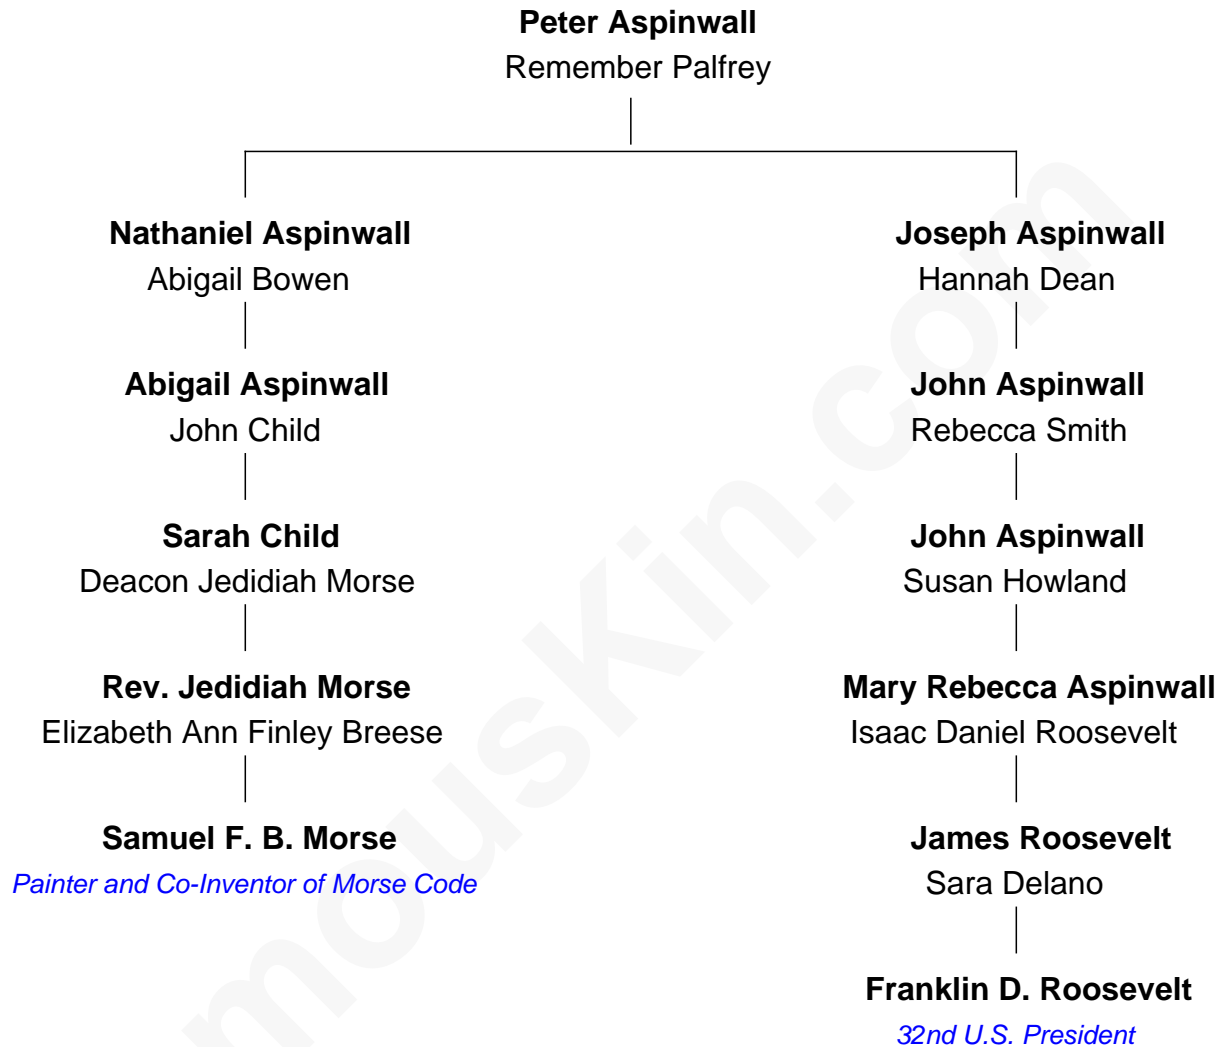 Peter Aspinwall
Remember Palfrey
Nathaniel Aspinwall
Abigail Bowen
Abigail Aspinwall
John Child
Sarah Child
Deacon Jedidiah Morse
Rev. Jedidiah Morse
Elizabeth Ann Finley Breese
Samuel F. B. Morse
Painter and Co-Inventor of Morse Code
Joseph Aspinwall
Hannah Dean
John Aspinwall
Rebecca Smith
John Aspinwall
Susan Howland
Mary Rebecca Aspinwall
Isaac Daniel Roosevelt
James Roosevelt
Sara Delano
Franklin D. Roosevelt
32nd U.S. President
mousKin.com